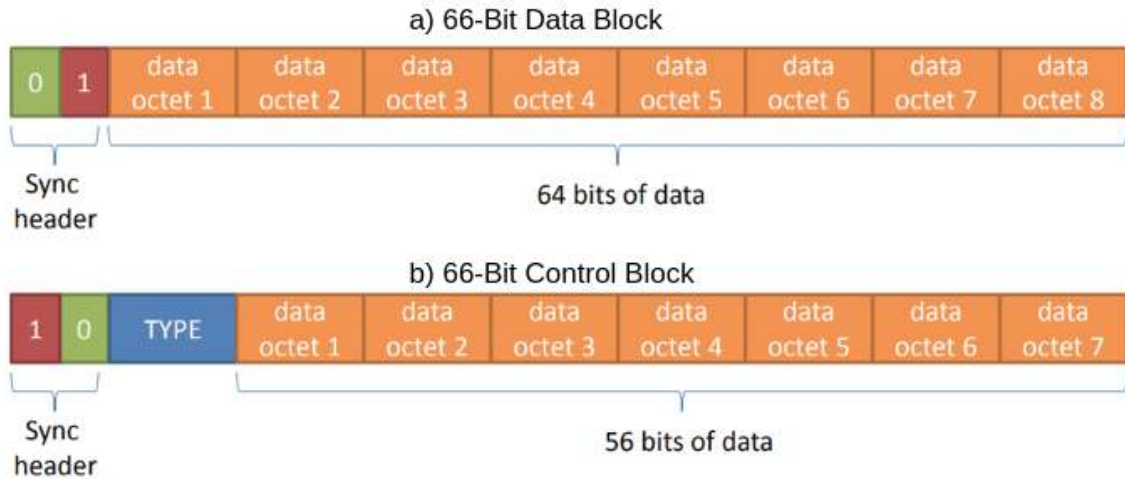 a) 66-Bit Data Block
0 1 data octet 1 data octet 2 data octet 3 data octet 4 data octet 5 data octet 6 data octet 7 data octet 8
Sync header
64 bits of data
b) 66-Bit Control Block
1 0 TYPE data octet 1 data octet 2 data octet 3 data octet 4 data octet 5 data octet 6 data octet 7
Sync header
56 bits of data